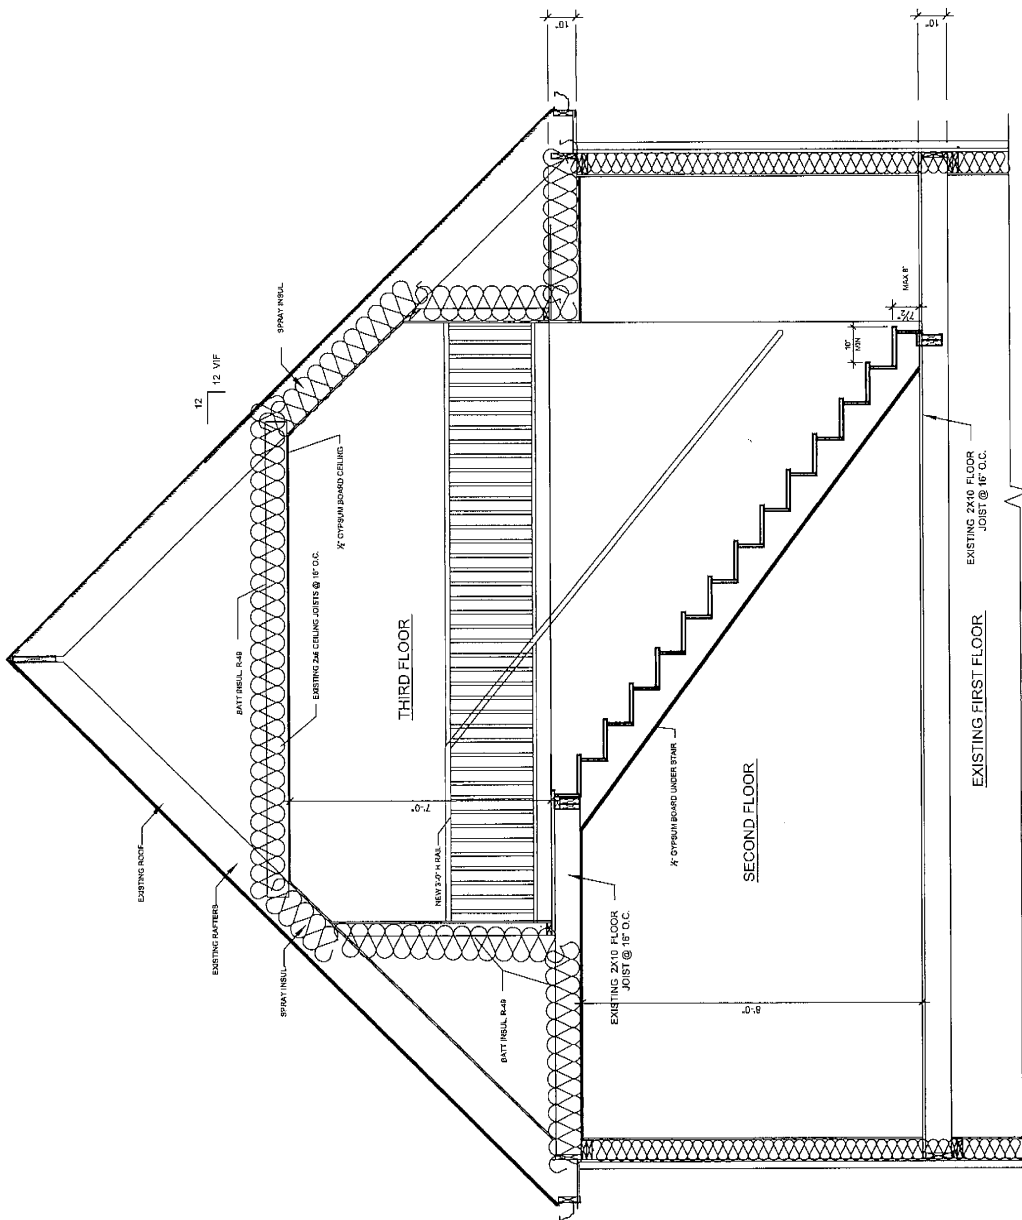 10"
10"
SPRAY INSUL
12
12 VIF
½" GYPSUM BOARD CEILING
BATT INSUL R-49
EXISTING 2x6 CEILING JOISTS @ 16" O.C.
THIRD FLOOR
MAX 8"
7½"
10"
MIN
EXISTING 2X10 FLOOR
JOIST @ 16" O.C.
EXISTING ROOF
EXISTING RAFTERS
SPRAY INSUL
7'-0"
NEW 3'-0" H RAIL
½" GYPSUM BOARD UNDER STAIR
SECOND FLOOR
EXISTING FIRST FLOOR
BATT INSUL R-49
EXISTING 2X10 FLOOR
JOIST @ 16" O.C.
8'-0"